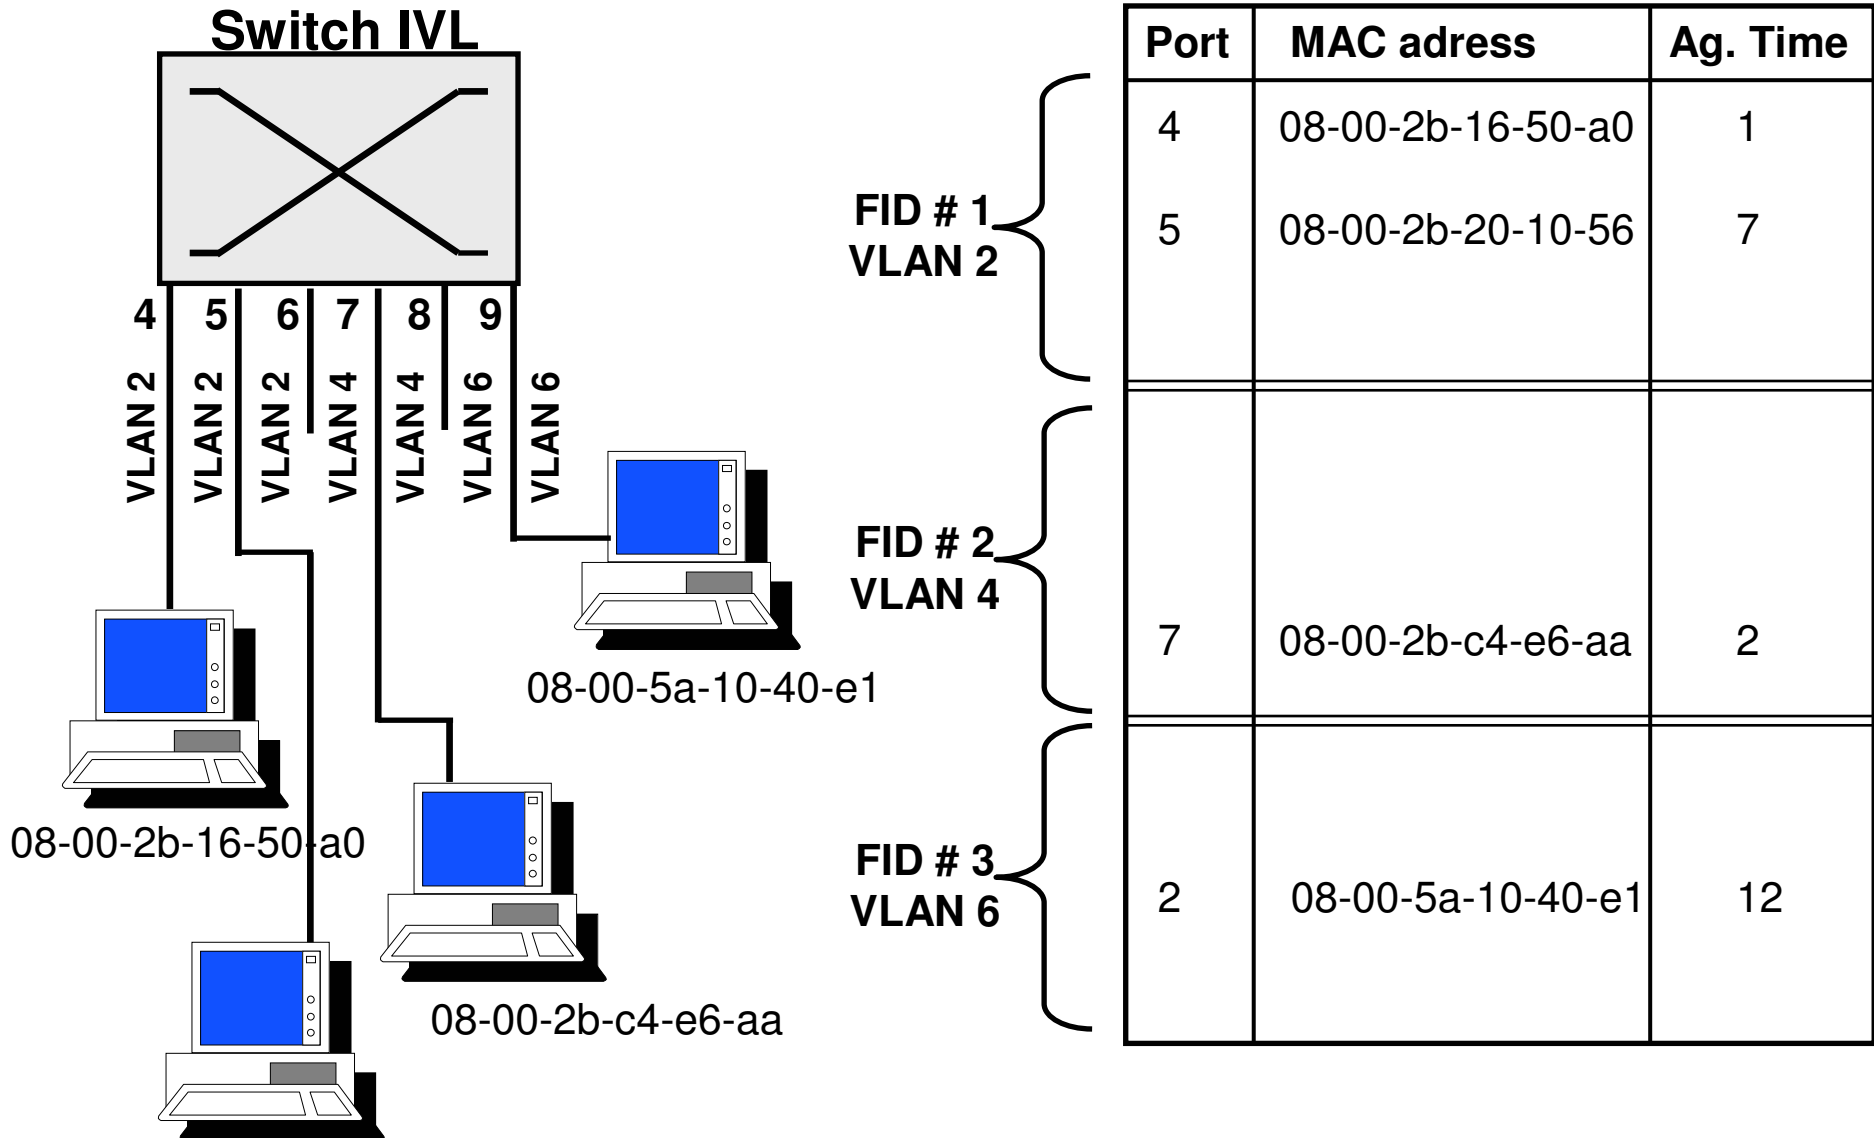 Switch IVL
4 5 6 7 8 9
VLAN 2
VLAN 2
VLAN 2
VLAN 4
VLAN 4
VLAN 6
VLAN 6
08-00-5a-10-40-e1
08-00-2b-16-50-a0
08-00-2b-c4-e6-aa
Port MAC adress Ag. Time
FID # 1
VLAN 2
4 08-00-2b-16-50-a0 1
5 08-00-2b-20-10-56 7
FID # 2
VLAN 4
7 08-00-2b-c4-e6-aa 2
FID # 3
VLAN 6
2 08-00-5a-10-40-e1 12